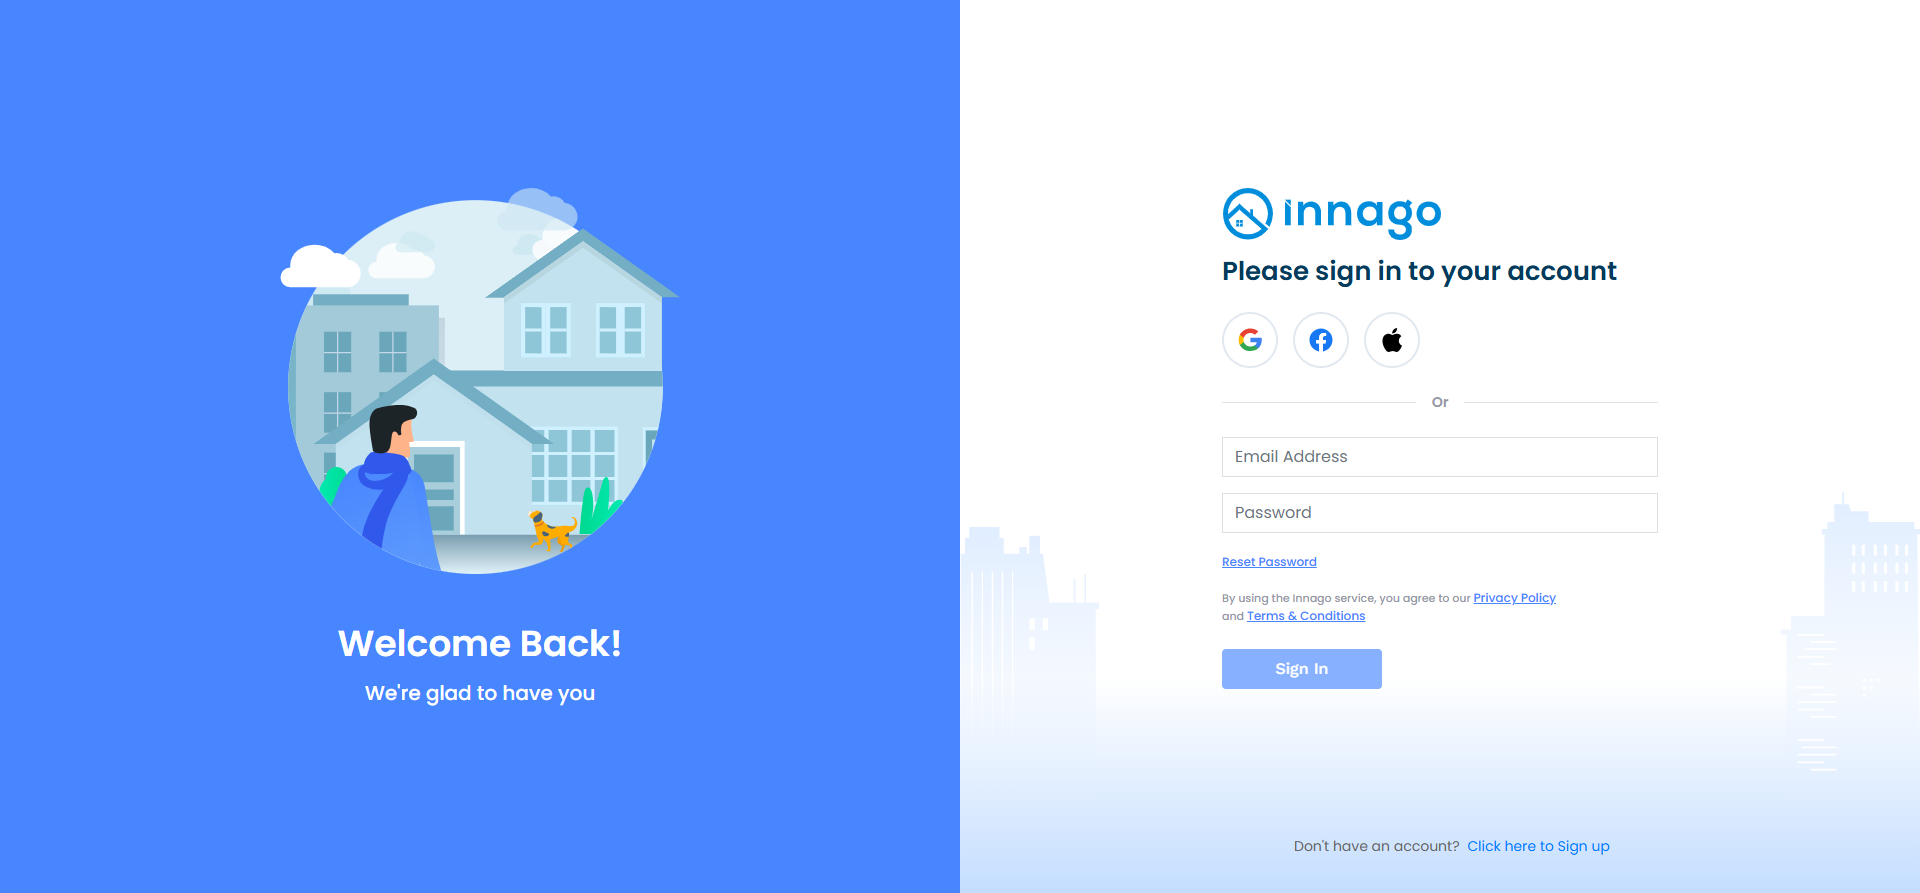 Welcome Back!
We're glad to have you
innago
Please sign in to your account
Or
Email Address
Password
Reset Password
By using the Innago service, you agree to our Privacy Policy
and Terms & Conditions
Sign In
Don't have an account? Click here to Sign up